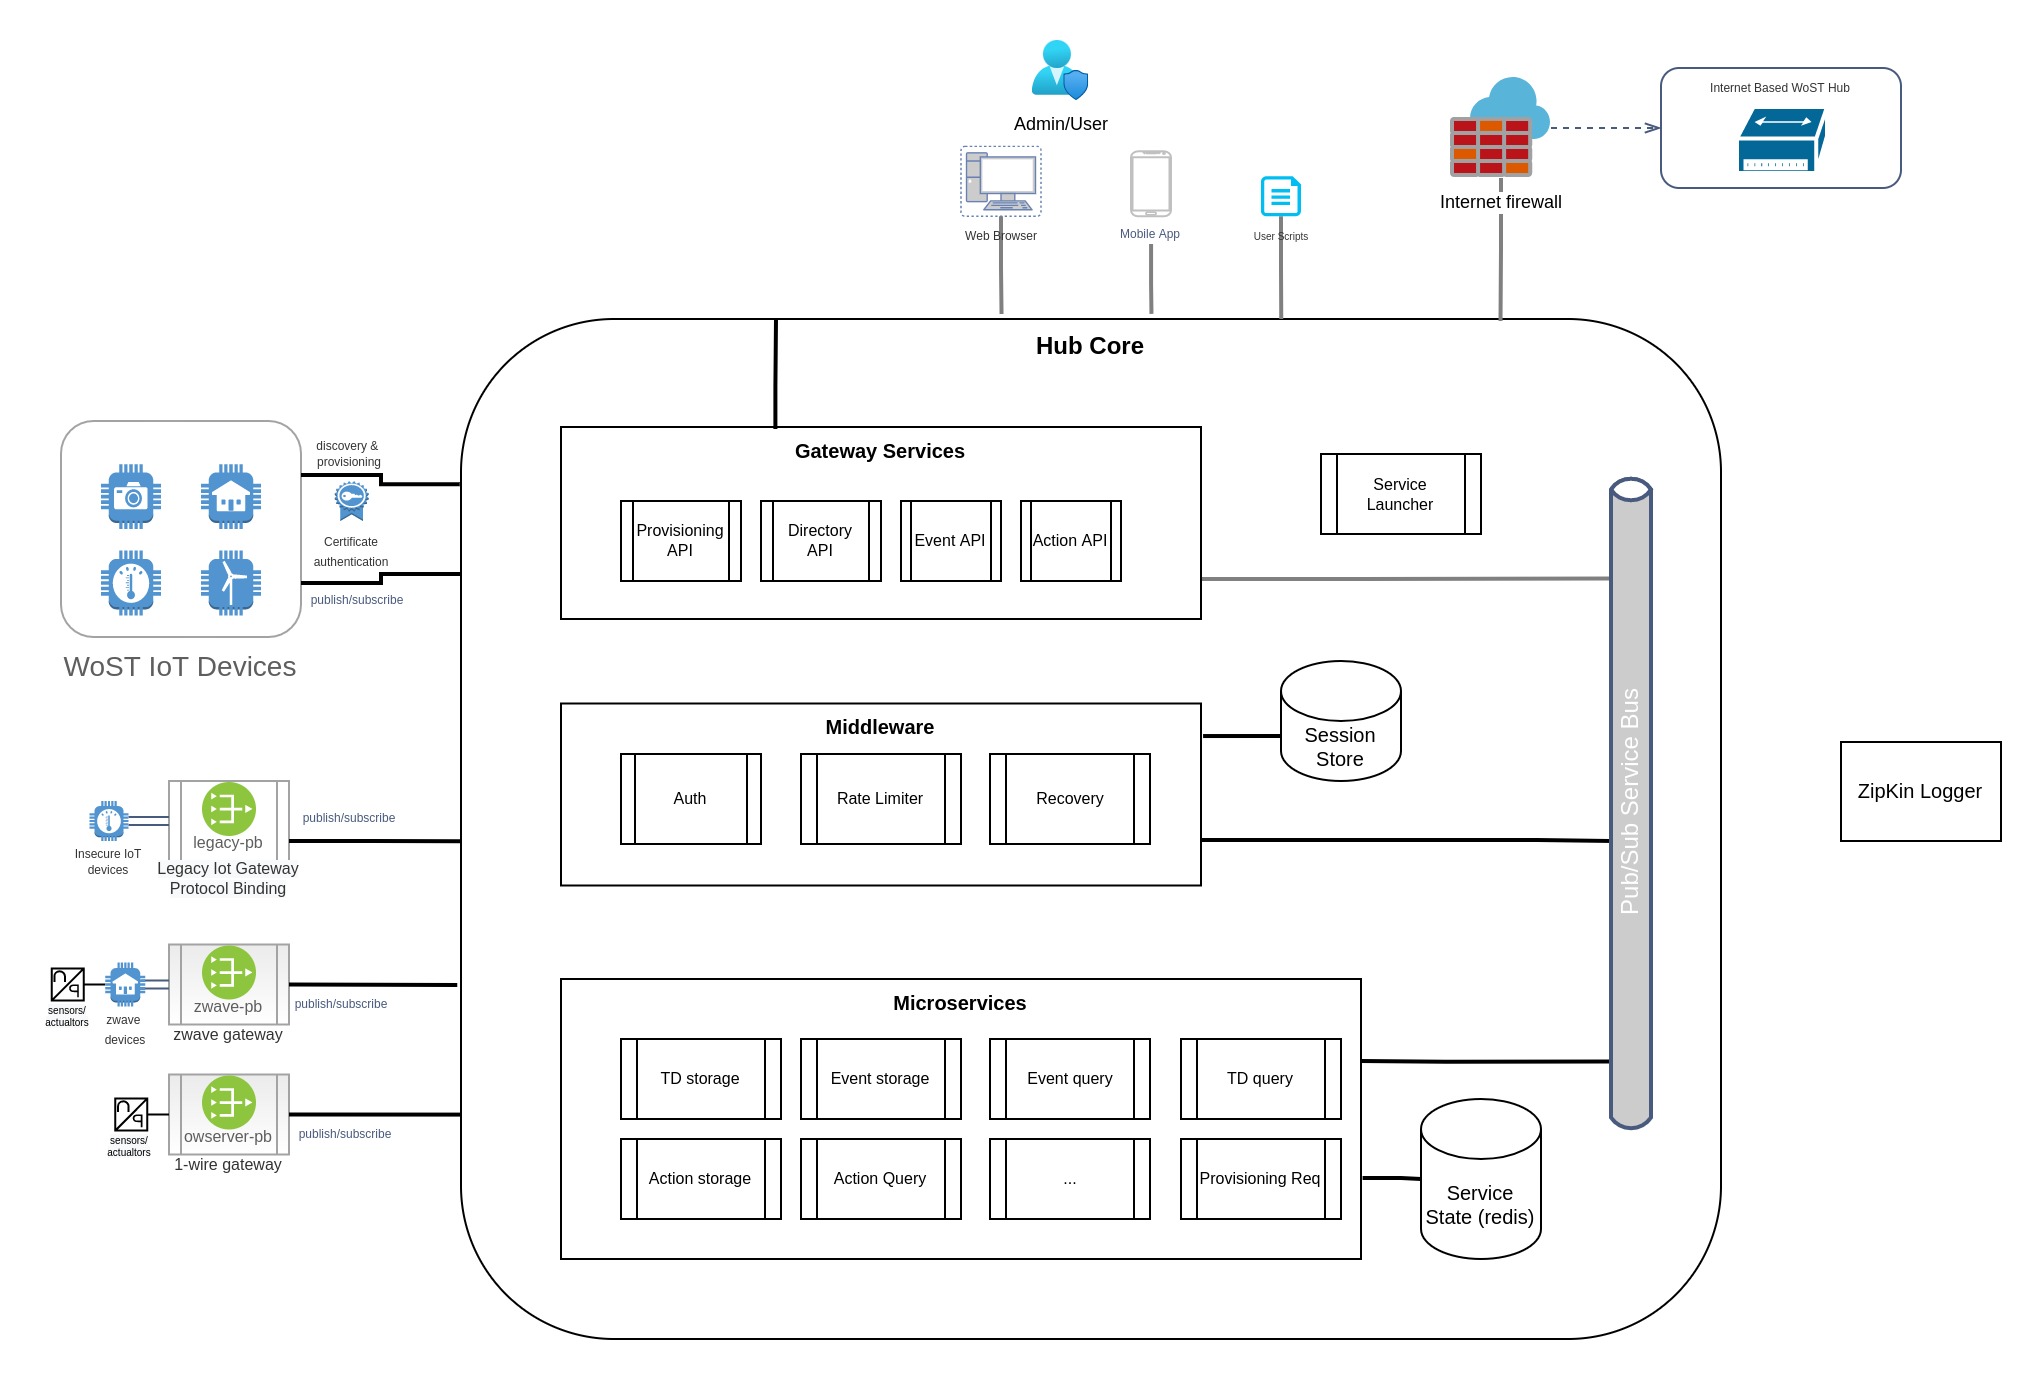 Admin/User
Web Browser
Mobile App
User Scripts
Internet firewall
Internet Based WoST Hub
Hub Core
discovery &
provisioning
Certificate
authentication
publish/subscribe
WoST IoT Devices
Gateway Services
Provisioning
API
Directory
API
Event API
Action API
Service
Launcher
Middleware
Auth
Rate Limiter
Recovery
Session
Store
Pub/Sub Service Bus
ZipKin Logger
Insecure IoT
devices
legacy-pb
Legacy Iot Gateway
Protocol Binding
publish/subscribe
sensors/
actualtors
zwave
devices
zwave-pb
zwave gateway
publish/subscribe
sensors/
actualtors
owserver-pb
1-wire gateway
publish/subscribe
Microservices
TD storage
Event storage
Event query
TD query
Action storage
Action Query
...
Provisioning Req
Service
State (redis)